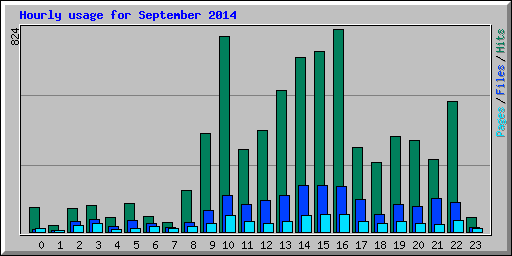 Hourly usage for September 2014
824
Pages/Files/Hits
0 1 2 3 4 5 6 7 8 9 10 11 12 13 14 15 16 17 18 19 20 21 22 23